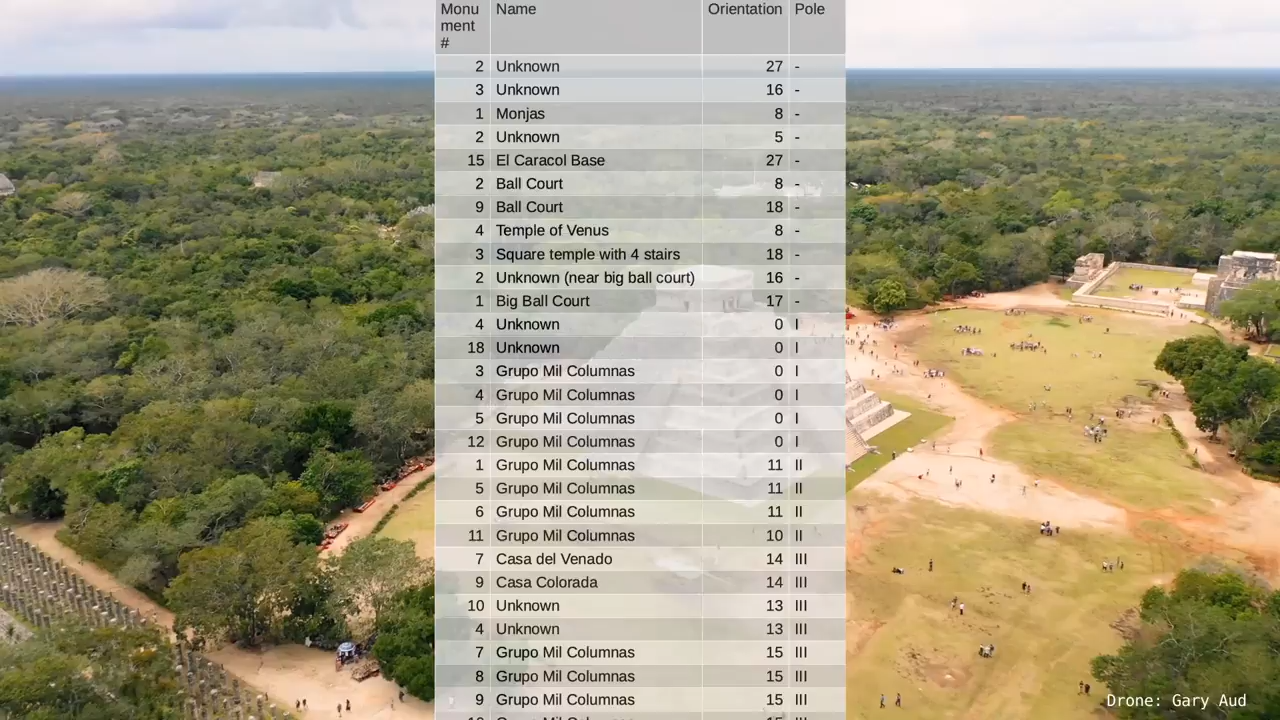 Monu ment # Name Orientation Pole
2 Unknown 27 -
3 Unknown 16 -
1 Monjas 8 -
2 Unknown 5 -
15 El Caracol Base 27 -
2 Ball Court 8 -
9 Ball Court 18 -
4 Temple of Venus 8 -
3 Square temple with 4 stairs 18 -
2 Unknown (near big ball court) 16 -
1 Big Ball Court 17 -
4 Unknown 0 I
18 Unknown 0 I
3 Grupo Mil Columnas 0 I
4 Grupo Mil Columnas 0 I
5 Grupo Mil Columnas 0 I
12 Grupo Mil Columnas 0 I
1 Grupo Mil Columnas 11 II
5 Grupo Mil Columnas 11 II
6 Grupo Mil Columnas 11 II
11 Grupo Mil Columnas 10 II
7 Casa del Venado 14 III
9 Casa Colorada 14 III
10 Unknown 13 III
4 Unknown 13 III
7 Grupo Mil Columnas 15 III
8 Grupo Mil Columnas 15 III
9 Grupo Mil Columnas 15 III
Drone: Gary Aud